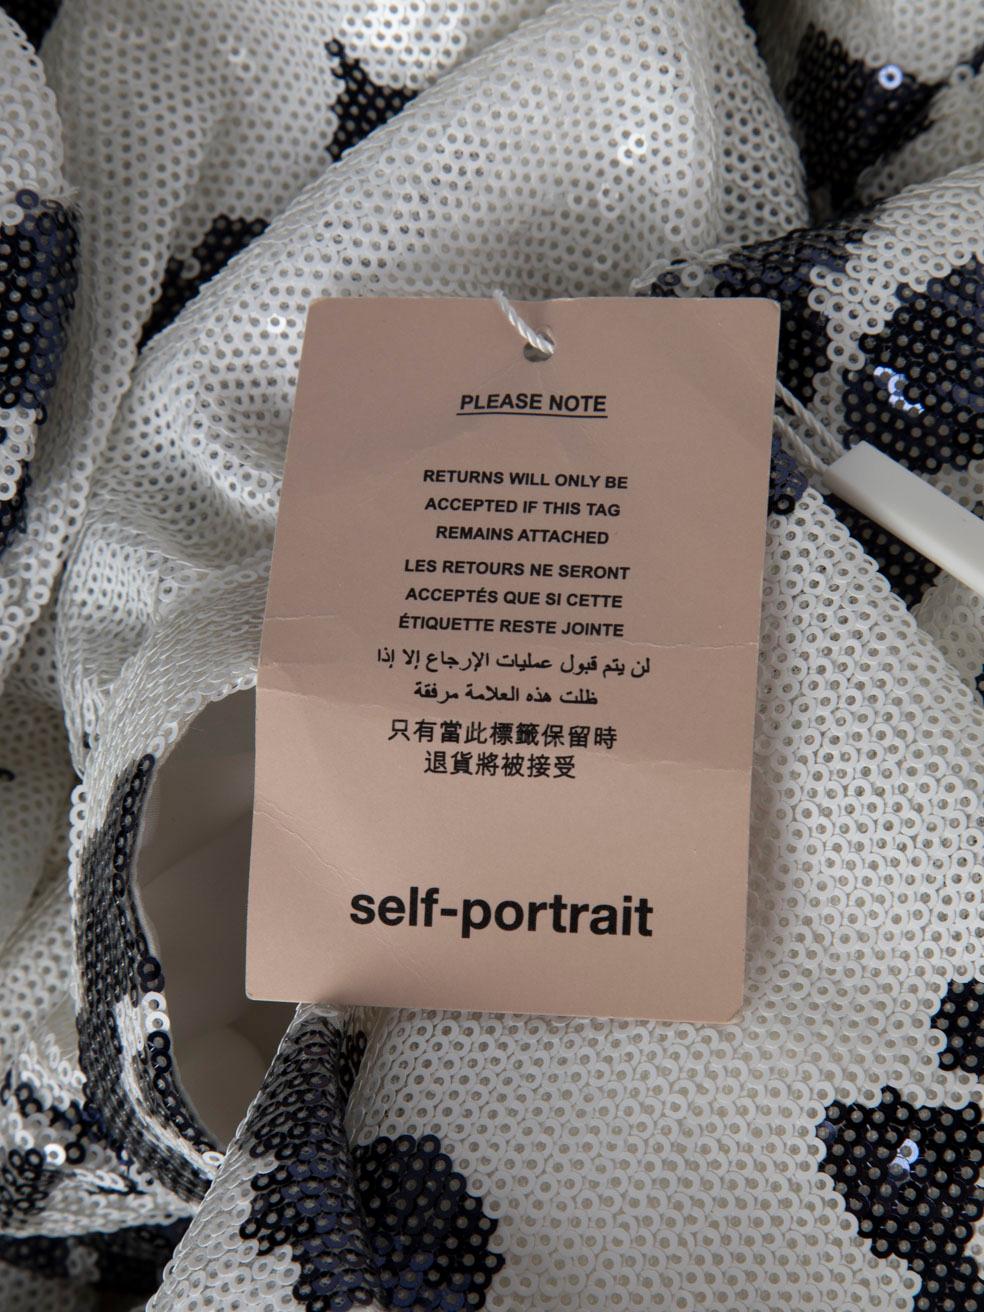 PLEASE NOTE
RETURNS WILL ONLY BE
ACCEPTED IF THIS TAG
REMAINS ATTACHED
LES RETOURS NE SERONT
ACCEPTÉS QUE SI CETTE
ÉTIQUETTE RESTE JOINTE
لن يتم قبول عمليات الإرجاع إلا إذا
ظلت هذه العلامة مرفقة
只有當此標籤保留時
退貨將被接受
self-portrait